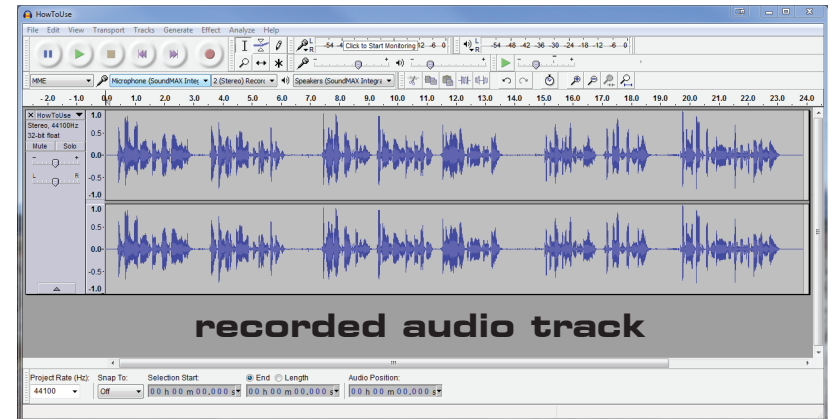 HowToUse
File Edit View Transport Tracks Generate Effect Analyze Help
L R -54 -4 Click to Start Monitoring 12 -6 0 L R -54 -48 -42 -36 -30 -24 -18 -12 -6 0
MME Microphone (SoundMAX Integ 2 (Stereo) Record Speakers (SoundMAX Integra
- 2.0 - 1.0 0.0 1.0 2.0 3.0 4.0 5.0 6.0 7.0 8.0 9.0 10.0 11.0 12.0 13.0 14.0 15.0 16.0 17.0 18.0 19.0 20.0 21.0 22.0 23.0 24.0
X HowToUse 1.0
Stereo, 44100Hz
32-bit float 0.5
Mute Solo
- + 0.0
L R -0.5
-1.0
1.0
0.5
0.0
-0.5
-1.0
recorded audio track
Project Rate (Hz): Snap To: Selection Start: End Length Audio Position:
44100 Off 00 h 00 m 00.000 s 00 h 00 m 00.000 s 00 h 00 m 00.000 s